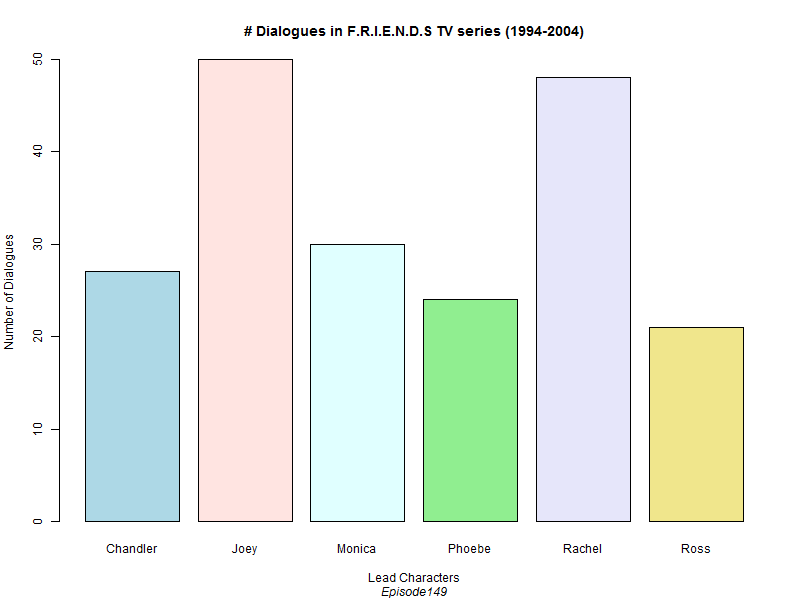 # Dialogues in F.R.I.E.N.D.S TV series (1994-2004)
Number of Dialogues
50
40
30
20
10
0
Chandler Joey Monica Phoebe Rachel Ross
Lead Characters
Episode149